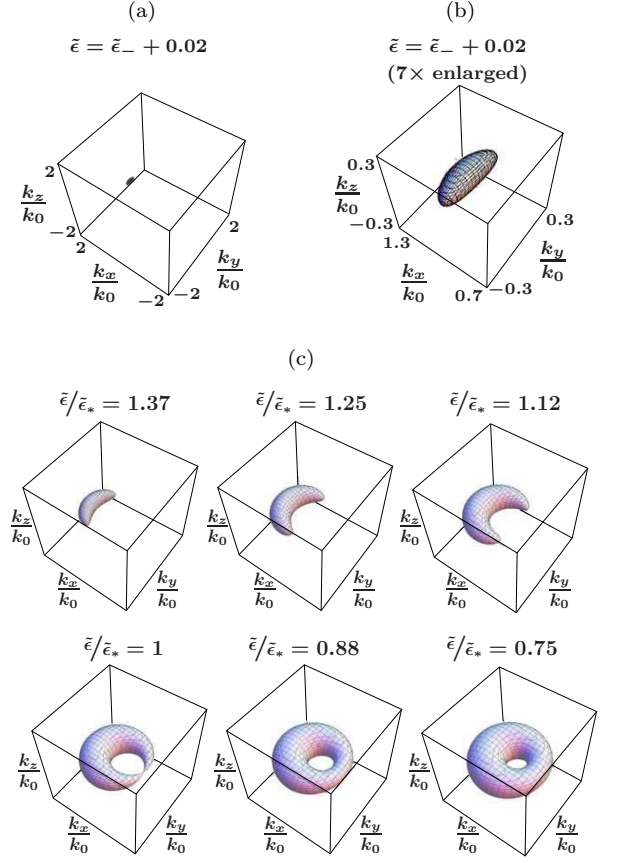 (a)
ϵ̃ = ϵ̃₋ + 0.02
2
k_z/k_0
−2
2
k_x/k_0
−2
−2
k_y/k_0
2
(b)
ϵ̃ = ϵ̃₋ + 0.02
(7× enlarged)
0.3
k_z/k_0
−0.3
1.3
k_x/k_0
0.7
−0.3
k_y/k_0
0.3
(c)
ϵ̃/ϵ̃_* = 1.37
k_z/k_0
k_x/k_0
k_y/k_0
ϵ̃/ϵ̃_* = 1.25
k_z/k_0
k_x/k_0
k_y/k_0
ϵ̃/ϵ̃_* = 1.12
k_z/k_0
k_x/k_0
k_y/k_0
ϵ̃/ϵ̃_* = 1
k_z/k_0
k_x/k_0
k_y/k_0
ϵ̃/ϵ̃_* = 0.88
k_z/k_0
k_x/k_0
k_y/k_0
ϵ̃/ϵ̃_* = 0.75
k_z/k_0
k_x/k_0
k_y/k_0